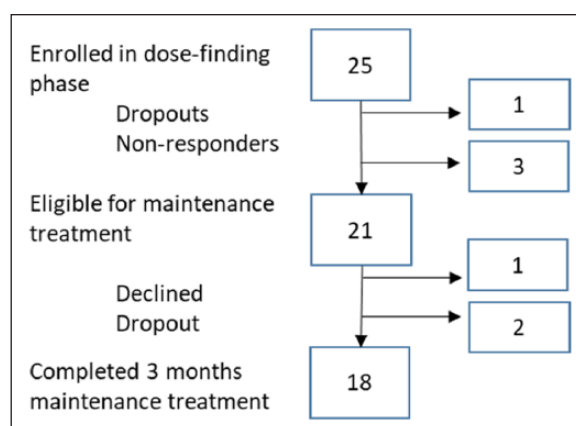 Enrolled in dose-finding
phase
25
Dropouts
1
Non-responders
3
Eligible for maintenance
treatment
21
Declined
1
Dropout
2
Completed 3 months
maintenance treatment
18